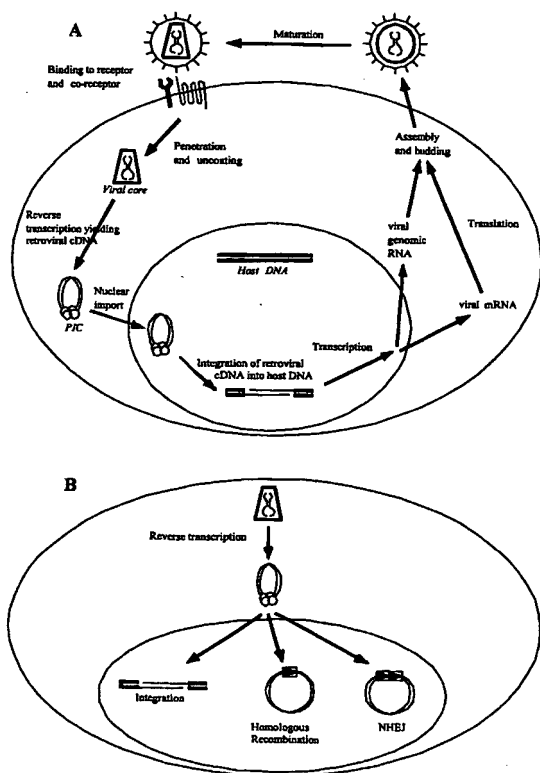 A
Maturation
Binding to receptor
and co-receptor
Penetration
and uncoating
Viral core
Assembly
and budding
Reverse
transcription yielding
retroviral cDNA
viral
genomic
RNA
Translation
Host DNA
Nuclear
import
PIC
viral mRNA
Integration of retroviral
cDNA into host DNA
Transcription
B
Reverse transcription
Integration
Homologous
Recombination
NHEJ